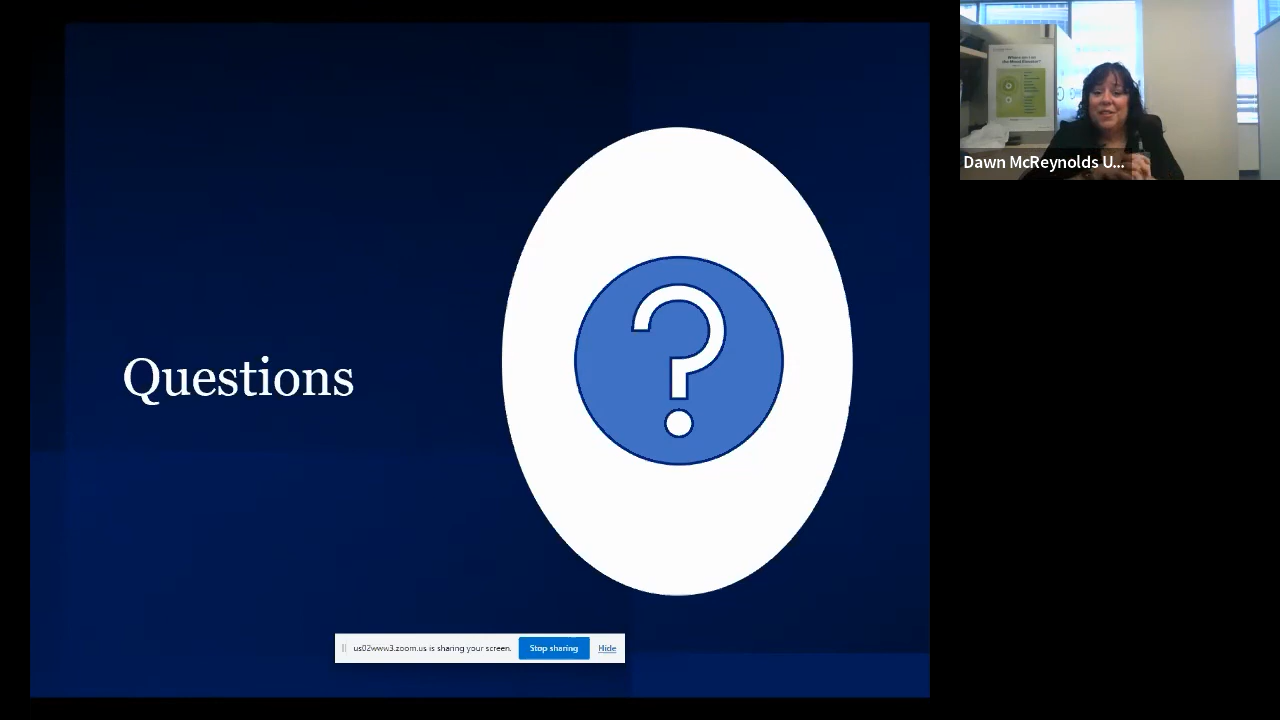 Questions
?
us02www3.zoom.us is sharing your screen.
Stop sharing
Hide
Dawn McReynolds U...